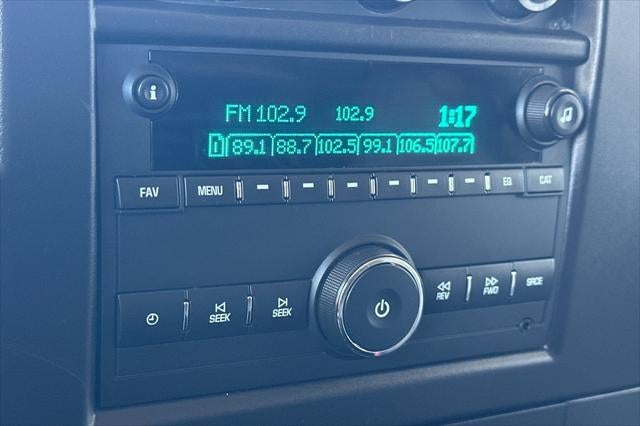 i
FM 102.9 102.9 1:17
1 89.1 88.7 102.5 99.1 106.5 107.7
FAV MENU EQ CAT
SEEK SEEK REV FWD SRCE